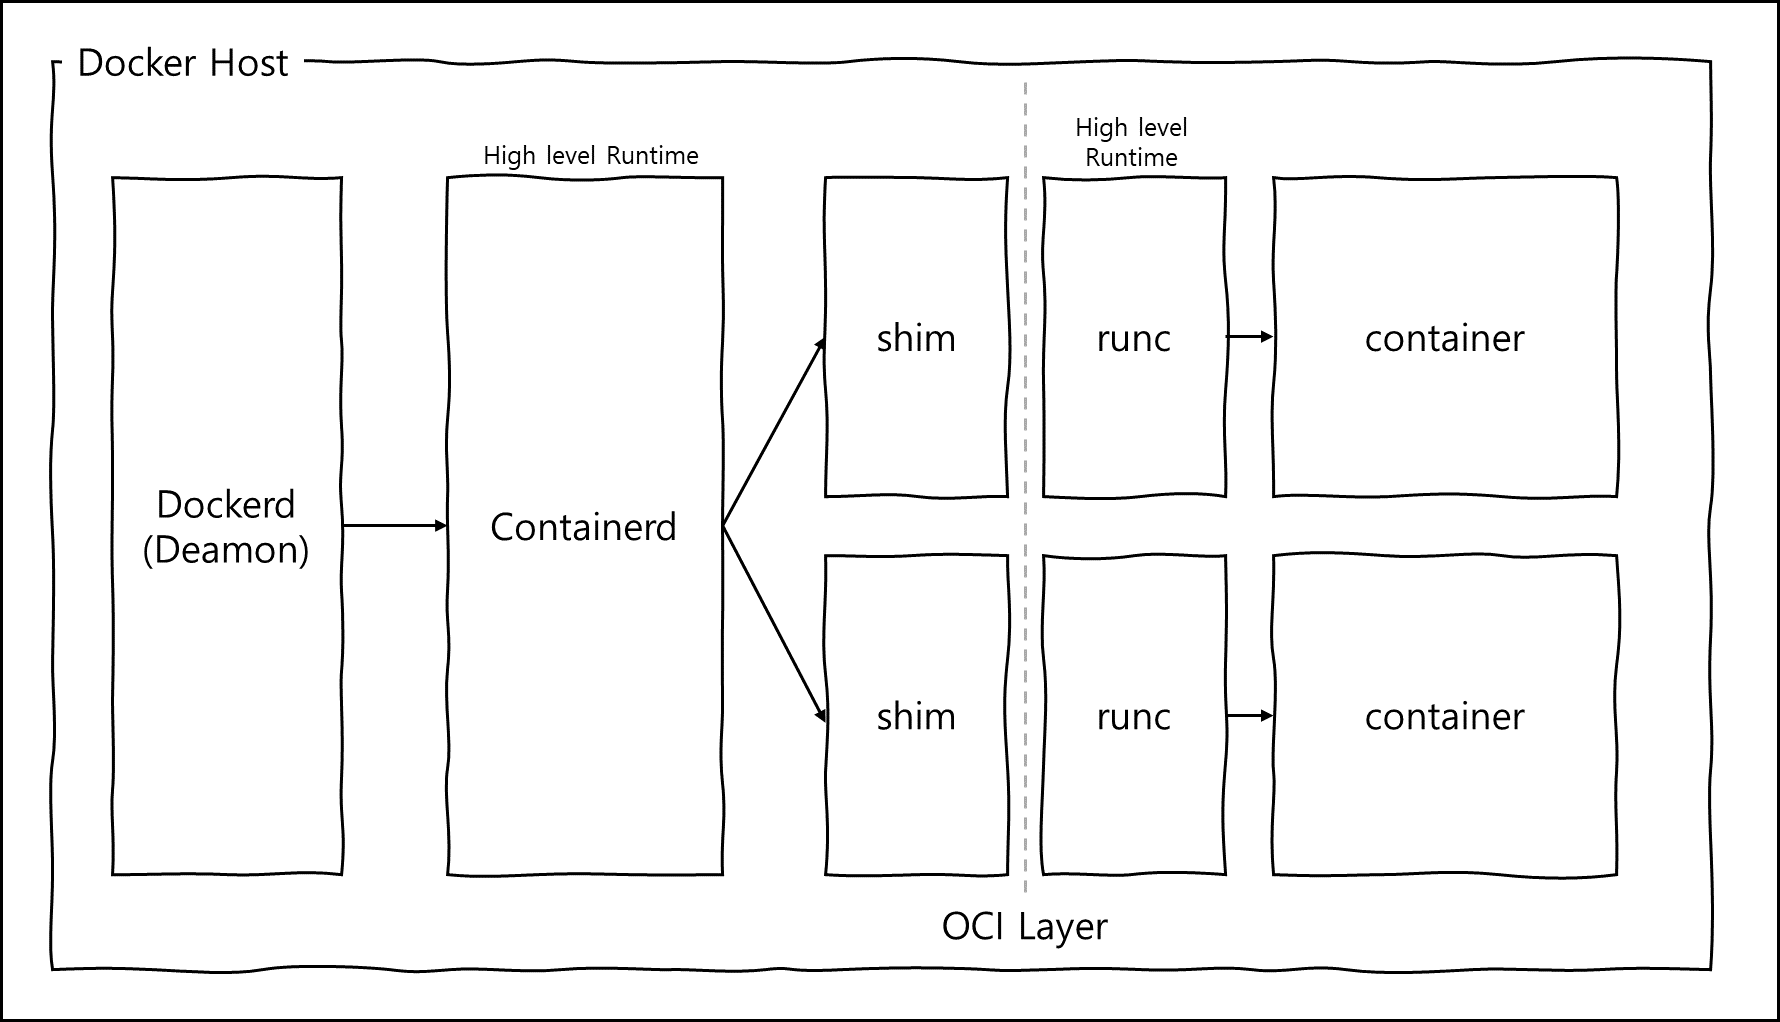 Docker Host
High level Runtime
High level
Runtime
Dockerd
(Deamon)
Containerd
shim
runc
container
shim
runc
container
OCI Layer